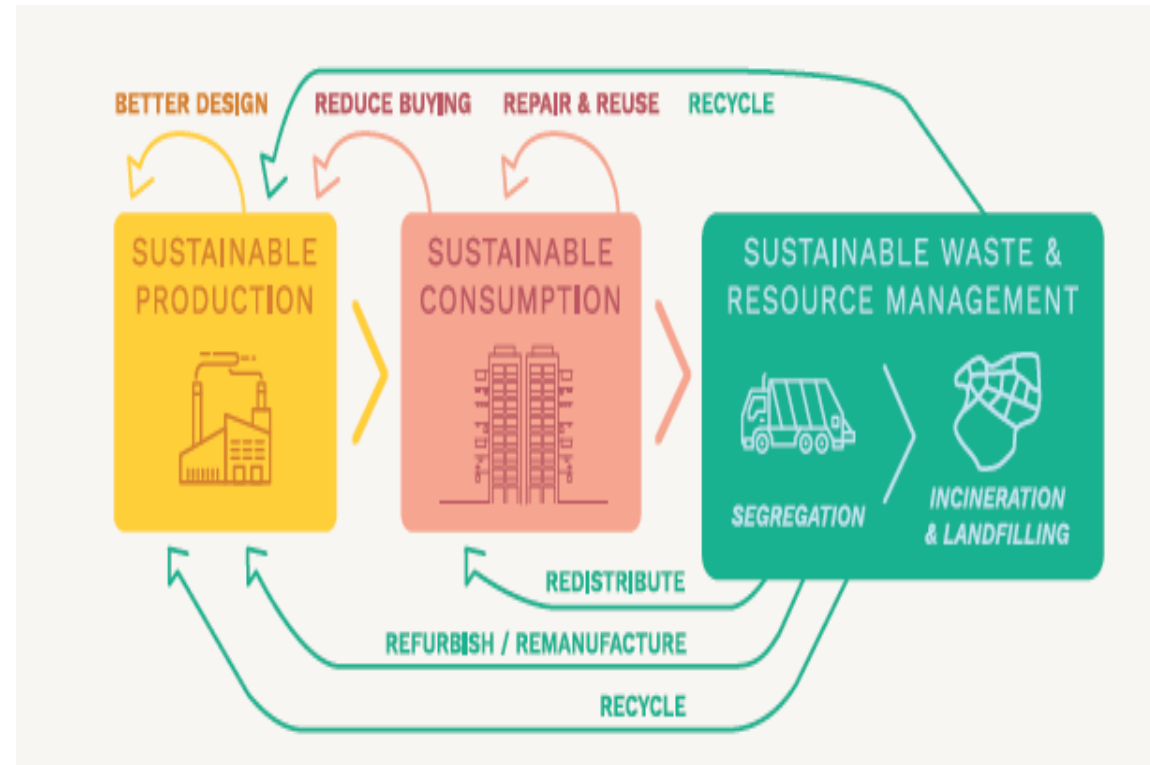 BETTER DESIGN
REDUCE BUYING
REPAIR & REUSE
RECYCLE
SUSTAINABLE
PRODUCTION
SUSTAINABLE
CONSUMPTION
SUSTAINABLE WASTE &
RESOURCE MANAGEMENT
SEGREGATION
INCINERATION
& LANDFILLING
REDISTRIBUTE
REFURBISH / REMANUFACTURE
RECYCLE